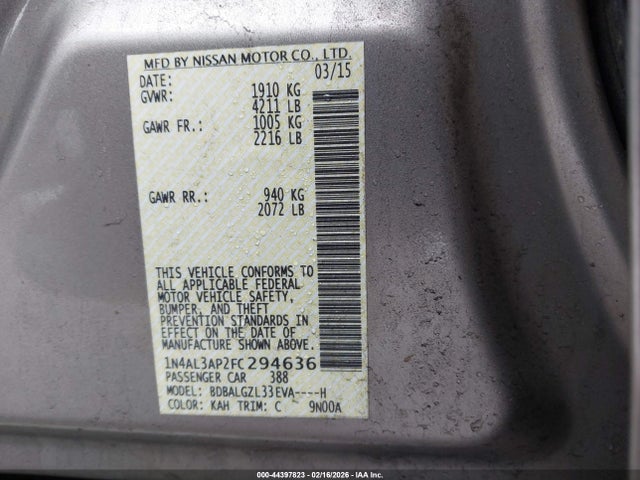 MFD BY NISSAN MOTOR CO., LTD.
DATE: 03/15
GVWR: 1910 KG
4211 LB
GAWR FR.: 1005 KG
2216 LB
GAWR RR.: 940 KG
2072 LB
THIS VEHICLE CONFORMS TO
ALL APPLICABLE FEDERAL
MOTOR VEHICLE SAFETY,
BUMPER, AND THEFT
PREVENTION STANDARDS IN
EFFECT ON THE DATE OF
MANUFACTURE SHOWN ABOVE.
1N4AL3AP2FC294636
PASSENGER CAR 388
MODEL: BDBALGZL33EVA----H
COLOR: KAH TRIM: C 9N00A
000-44397823 | 02/16/2026 | IAA Inc.